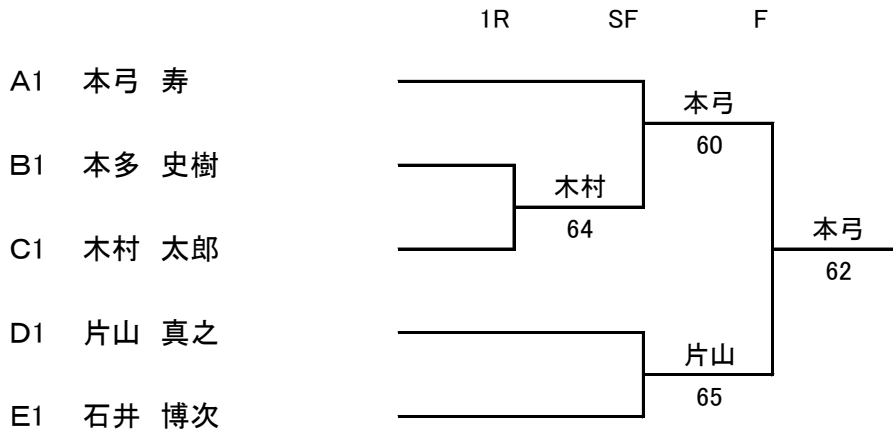 1R SF F
A1 本弓 寿
本弓
60
B1 本多 史樹
木村
64
C1 木村 太郎
本弓
62
D1 片山 真之
片山
65
E1 石井 博次